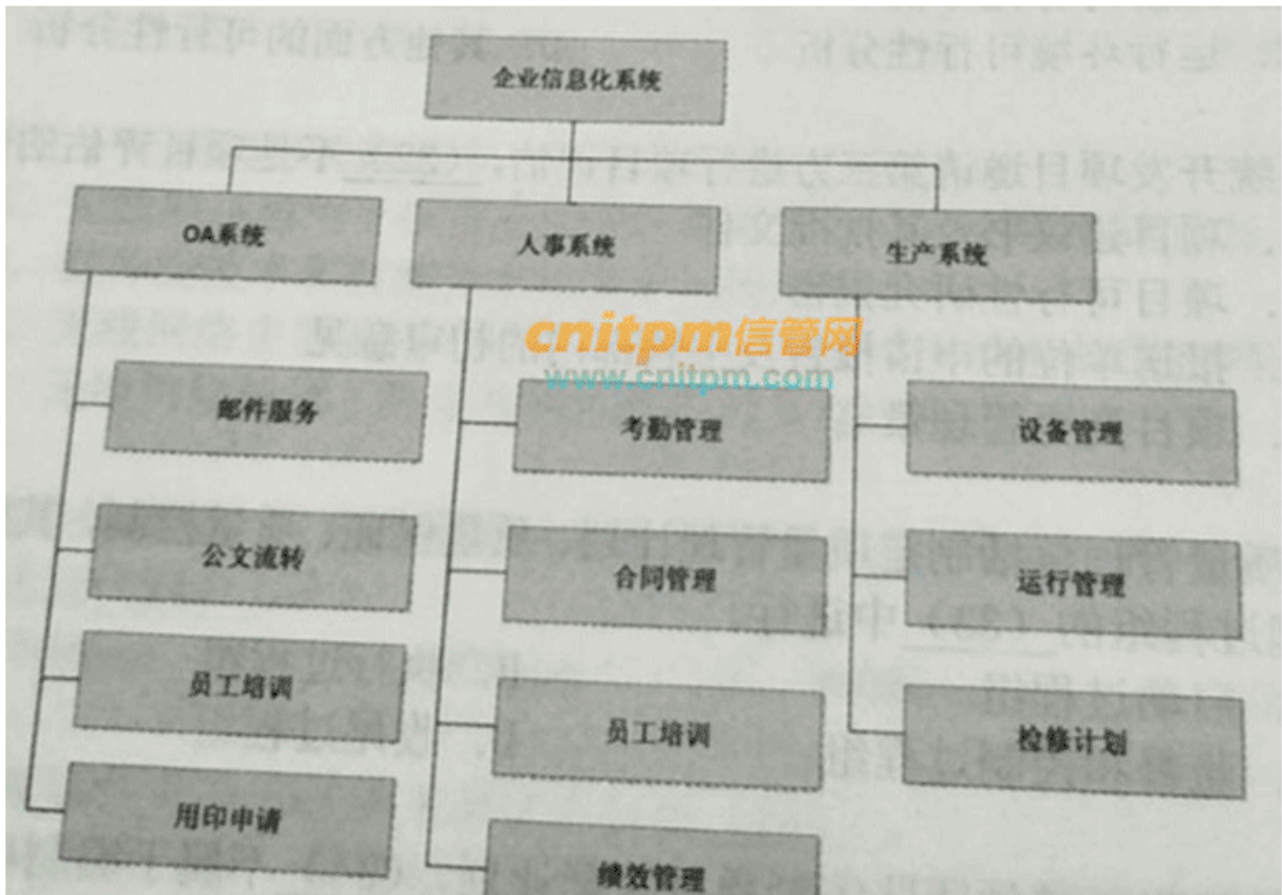 企业信息化系统
OA系统
人事系统
生产系统
cnitpm信管网
www.cnitpm.com
邮件服务
考勤管理
设备管理
公文流转
合同管理
运行管理
员工培训
员工培训
检修计划
用印申请
绩效管理